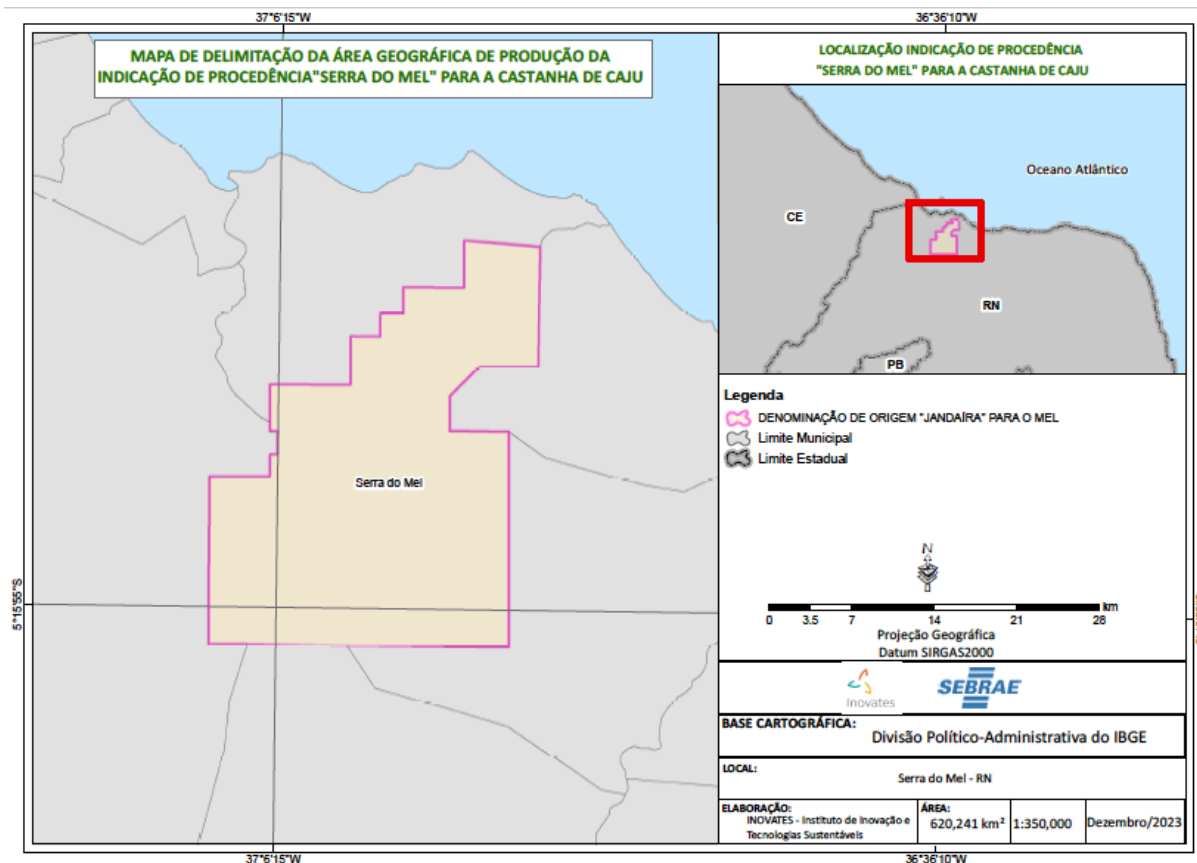 37°6'15"W
36°36'10"W
MAPA DE DELIMITAÇÃO DA ÁREA GEOGRÁFICA DE PRODUÇÃO DA
INDICAÇÃO DE PROCEDÊNCIA"SERRA DO MEL" PARA A CASTANHA DE CAJU
LOCALIZAÇÃO INDICAÇÃO DE PROCEDÊNCIA
"SERRA DO MEL" PARA A CASTANHA DE CAJU
Oceano Atlântico
CE
RN
PB
Serra do Mel
5°15'55"S
Legenda
DENOMINAÇÃO DE ORIGEM "JANDAÍRA" PARA O MEL
Limite Municipal
Limite Estadual
N
km
0 3.5 7 14 21 28
Projeção Geográfica
Datum SIRGAS2000
Inovates
SEBRAE
BASE CARTOGRÁFICA:
Divisão Político-Administrativa do IBGE
LOCAL:
Serra do Mel - RN
ELABORAÇÃO:
INOVATES - Instituto de Inovação e
Tecnologias Sustentáveis
ÁREA:
620,241 km²
1:350,000
Dezembro/2023
37°6'15"W
36°36'10"W